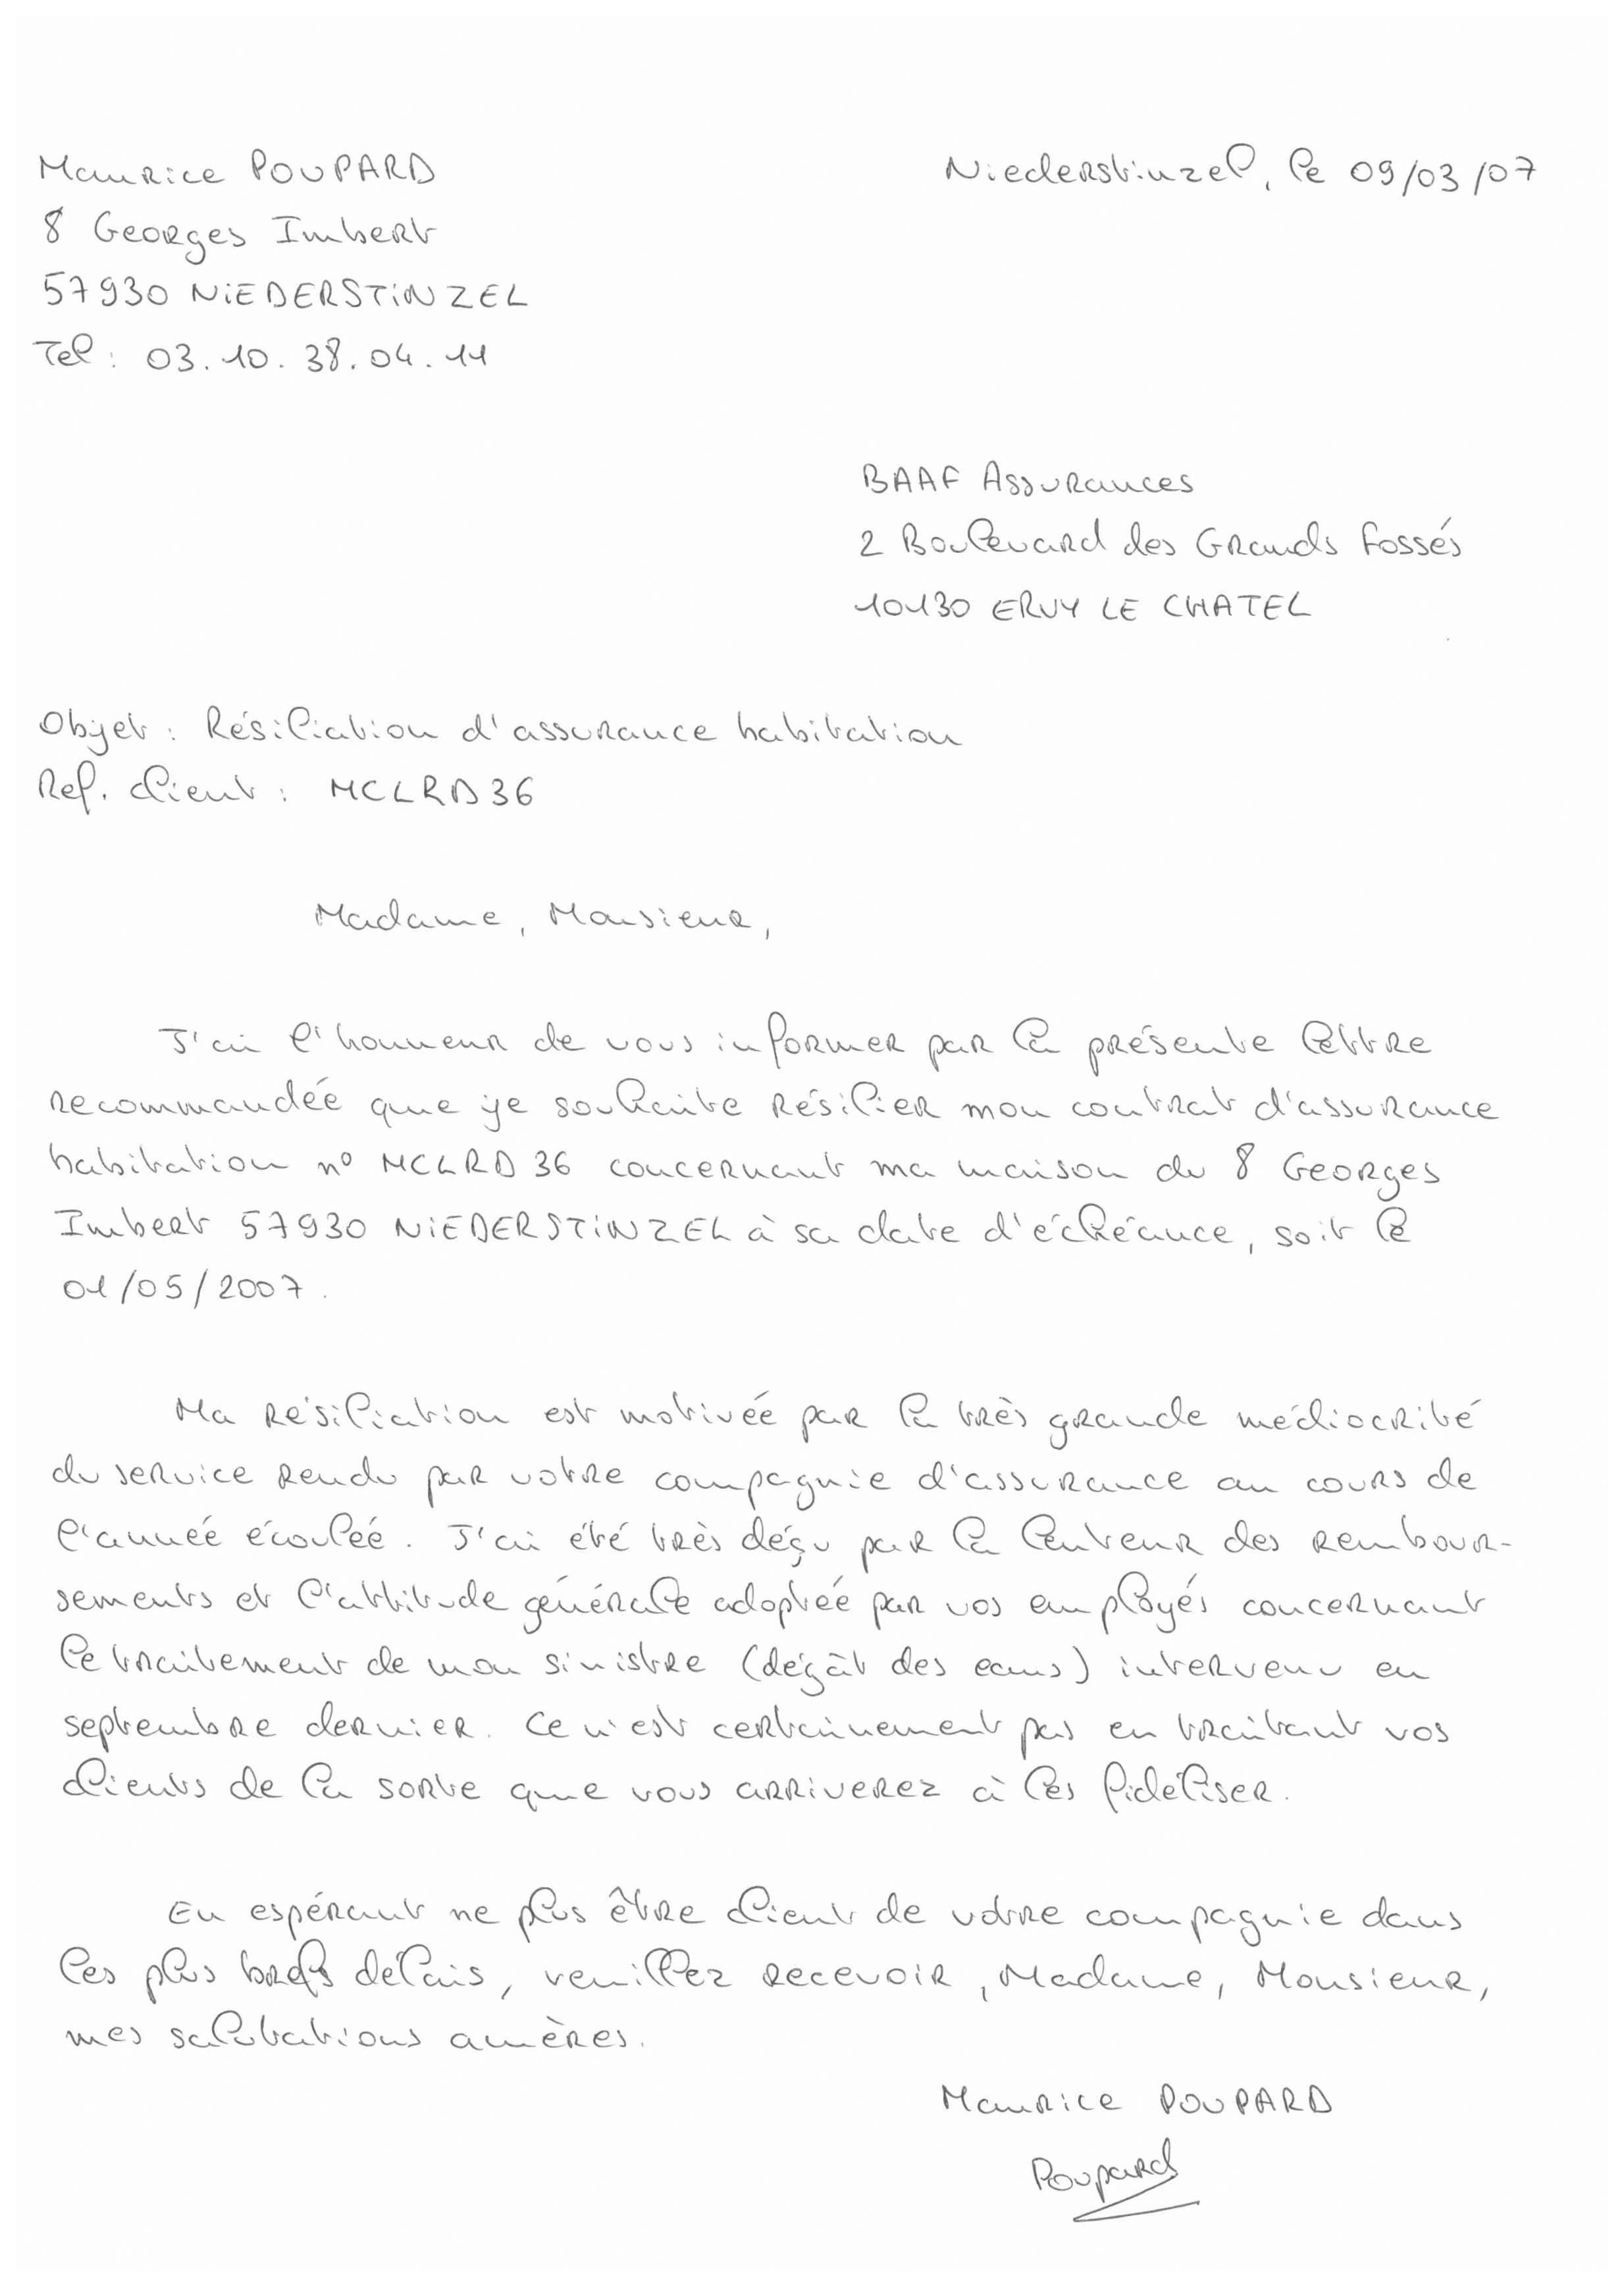 Maurice POUPARD
Niederstinzel, le 09/03/07
8 Georges Imbert
57930 NIEDERSTINZEL
Tel : 03.10.38.04.11
BAAF Assurances
2 Boulevard des Grands Fossés
10130 ERVY LE CHATEL
Objet : Résiliation d'assurance habitation
Ref. client : MCLRD36
Madame, Monsieur,
J'ai l'honneur de vous informer par la présente lettre
recommandée que je souhaite résilier mon contrat d'assurance
habitation n° MCLRD36 concernant ma maison du 8 Georges
Imbert 57930 NIEDERSTINZEL à sa date d'échéance, soit le
01/05/2007.
Ma résiliation est motivée par la très grande médiocrité
du service rendu par votre compagnie d'assurance au cours de
l'année écoulée. J'ai été très déçu par la lenteur des rembour-
sements et l'attitude générale adoptée par vos employés concernant
le traitement de mon sinistre (dégât des eaux) intervenu en
septembre dernier. Ce n'est certainement pas en traitant vos
clients de la sorte que vous arriverez à les fidéliser.
En espérant ne plus être client de votre compagnie dans
les plus brefs délais, veuillez recevoir, Madame, Monsieur,
mes salutations amères.
Maurice POUPARD
Poupard